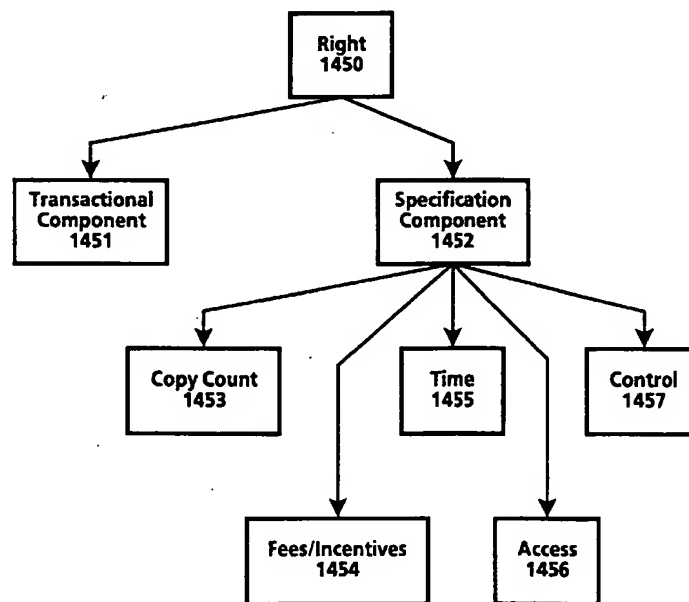 Right
1450
Transactional
Component
1451
Specification
Component
1452
Copy Count
1453
Time
1455
Control
1457
Fees/Incentives
1454
Access
1456